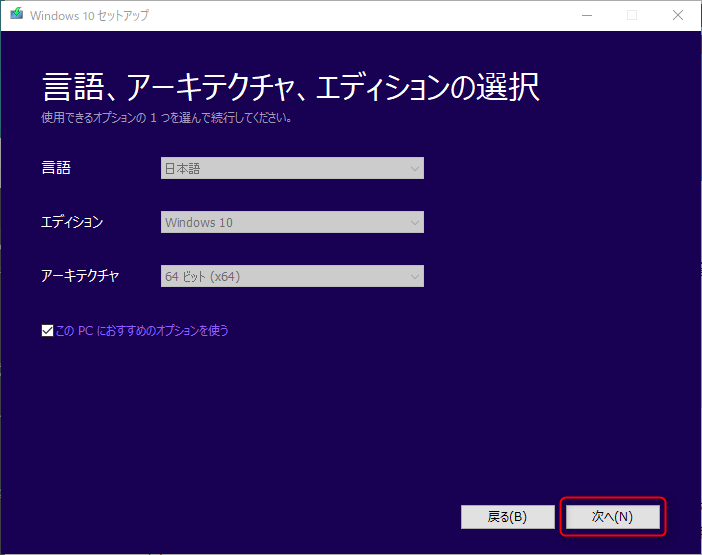 Windows 10 セットアップ
言語、アーキテクチャ、エディションの選択
使用できるオプションの 1 つを選んで続行してください。
言語 日本語
エディション Windows 10
アーキテクチャ 64 ビット (x64)
この PC におすすめのオプションを使う
戻る(B) 次へ(N)